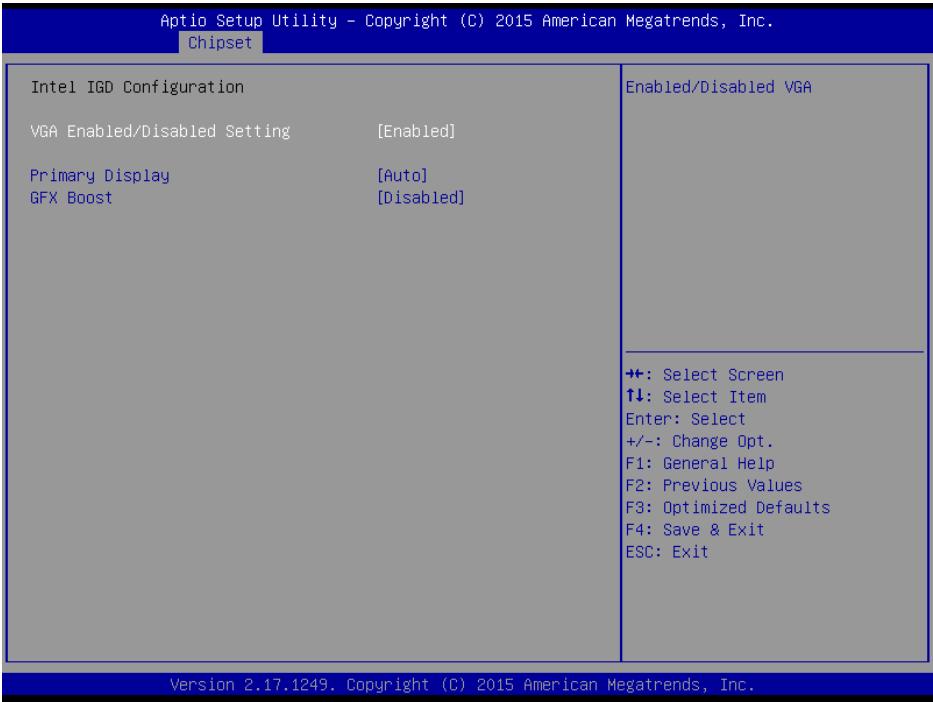 Aptio Setup Utility – Copyright (C) 2015 American Megatrends, Inc.
Chipset
Intel IGD Configuration
VGA Enabled/Disabled Setting [Enabled]
Primary Display [Auto]
GFX Boost [Disabled]
Enabled/Disabled VGA
→←: Select Screen
↑↓: Select Item
Enter: Select
+/-: Change Opt.
F1: General Help
F2: Previous Values
F3: Optimized Defaults
F4: Save & Exit
ESC: Exit
Version 2.17.1249. Copyright (C) 2015 American Megatrends, Inc.